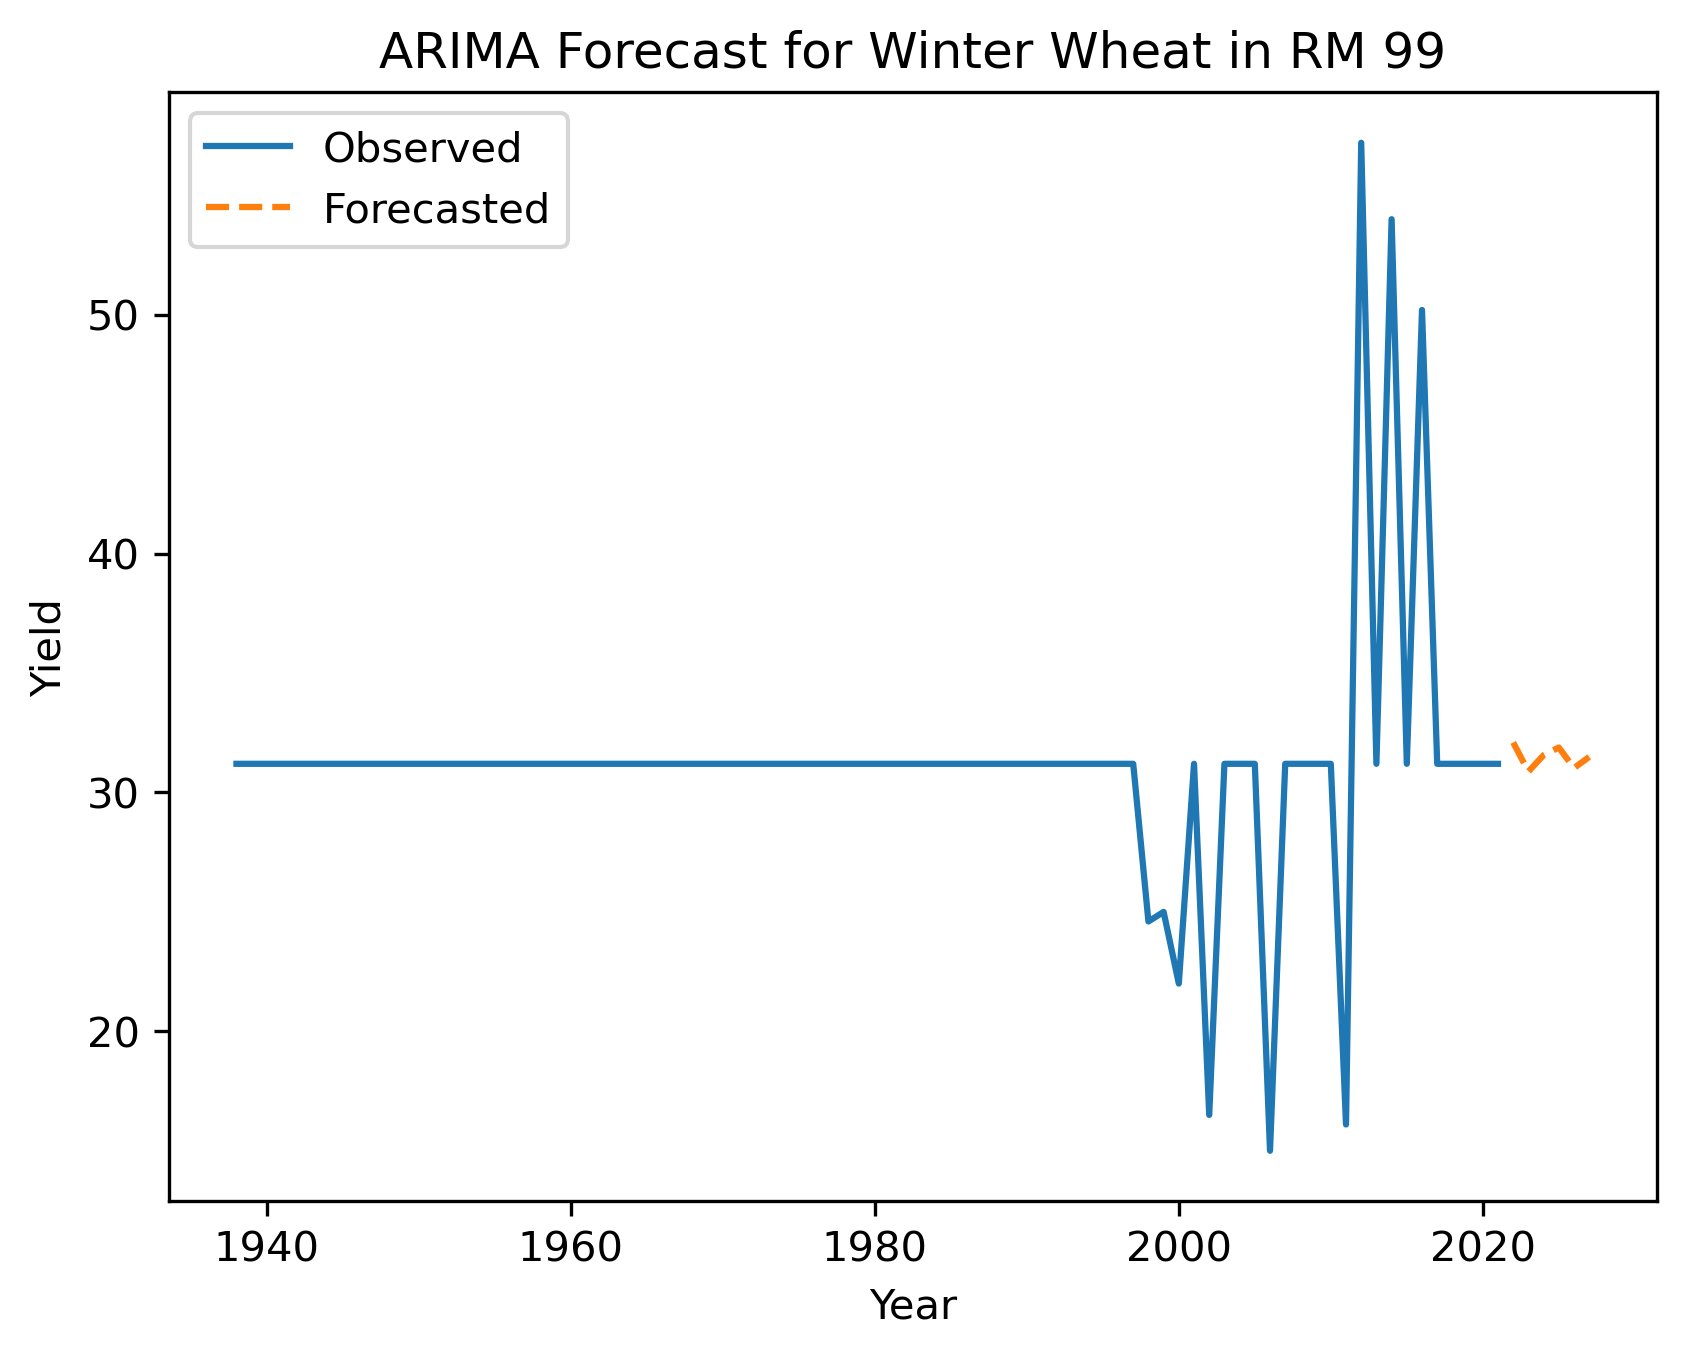 ARIMA Forecast for Winter Wheat in RM 99
Observed
Forecasted
50
40
30
20
Yield
1940 1960 1980 2000 2020
Year